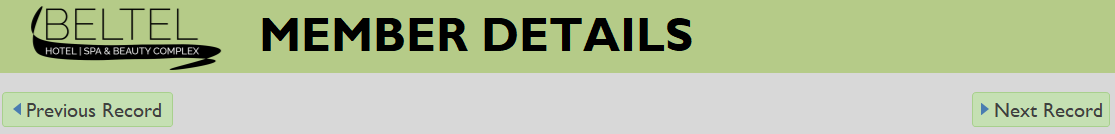 BELTEL
HOTEL | SPA & BEAUTY COMPLEX
MEMBER DETAILS
Previous Record
Next Record